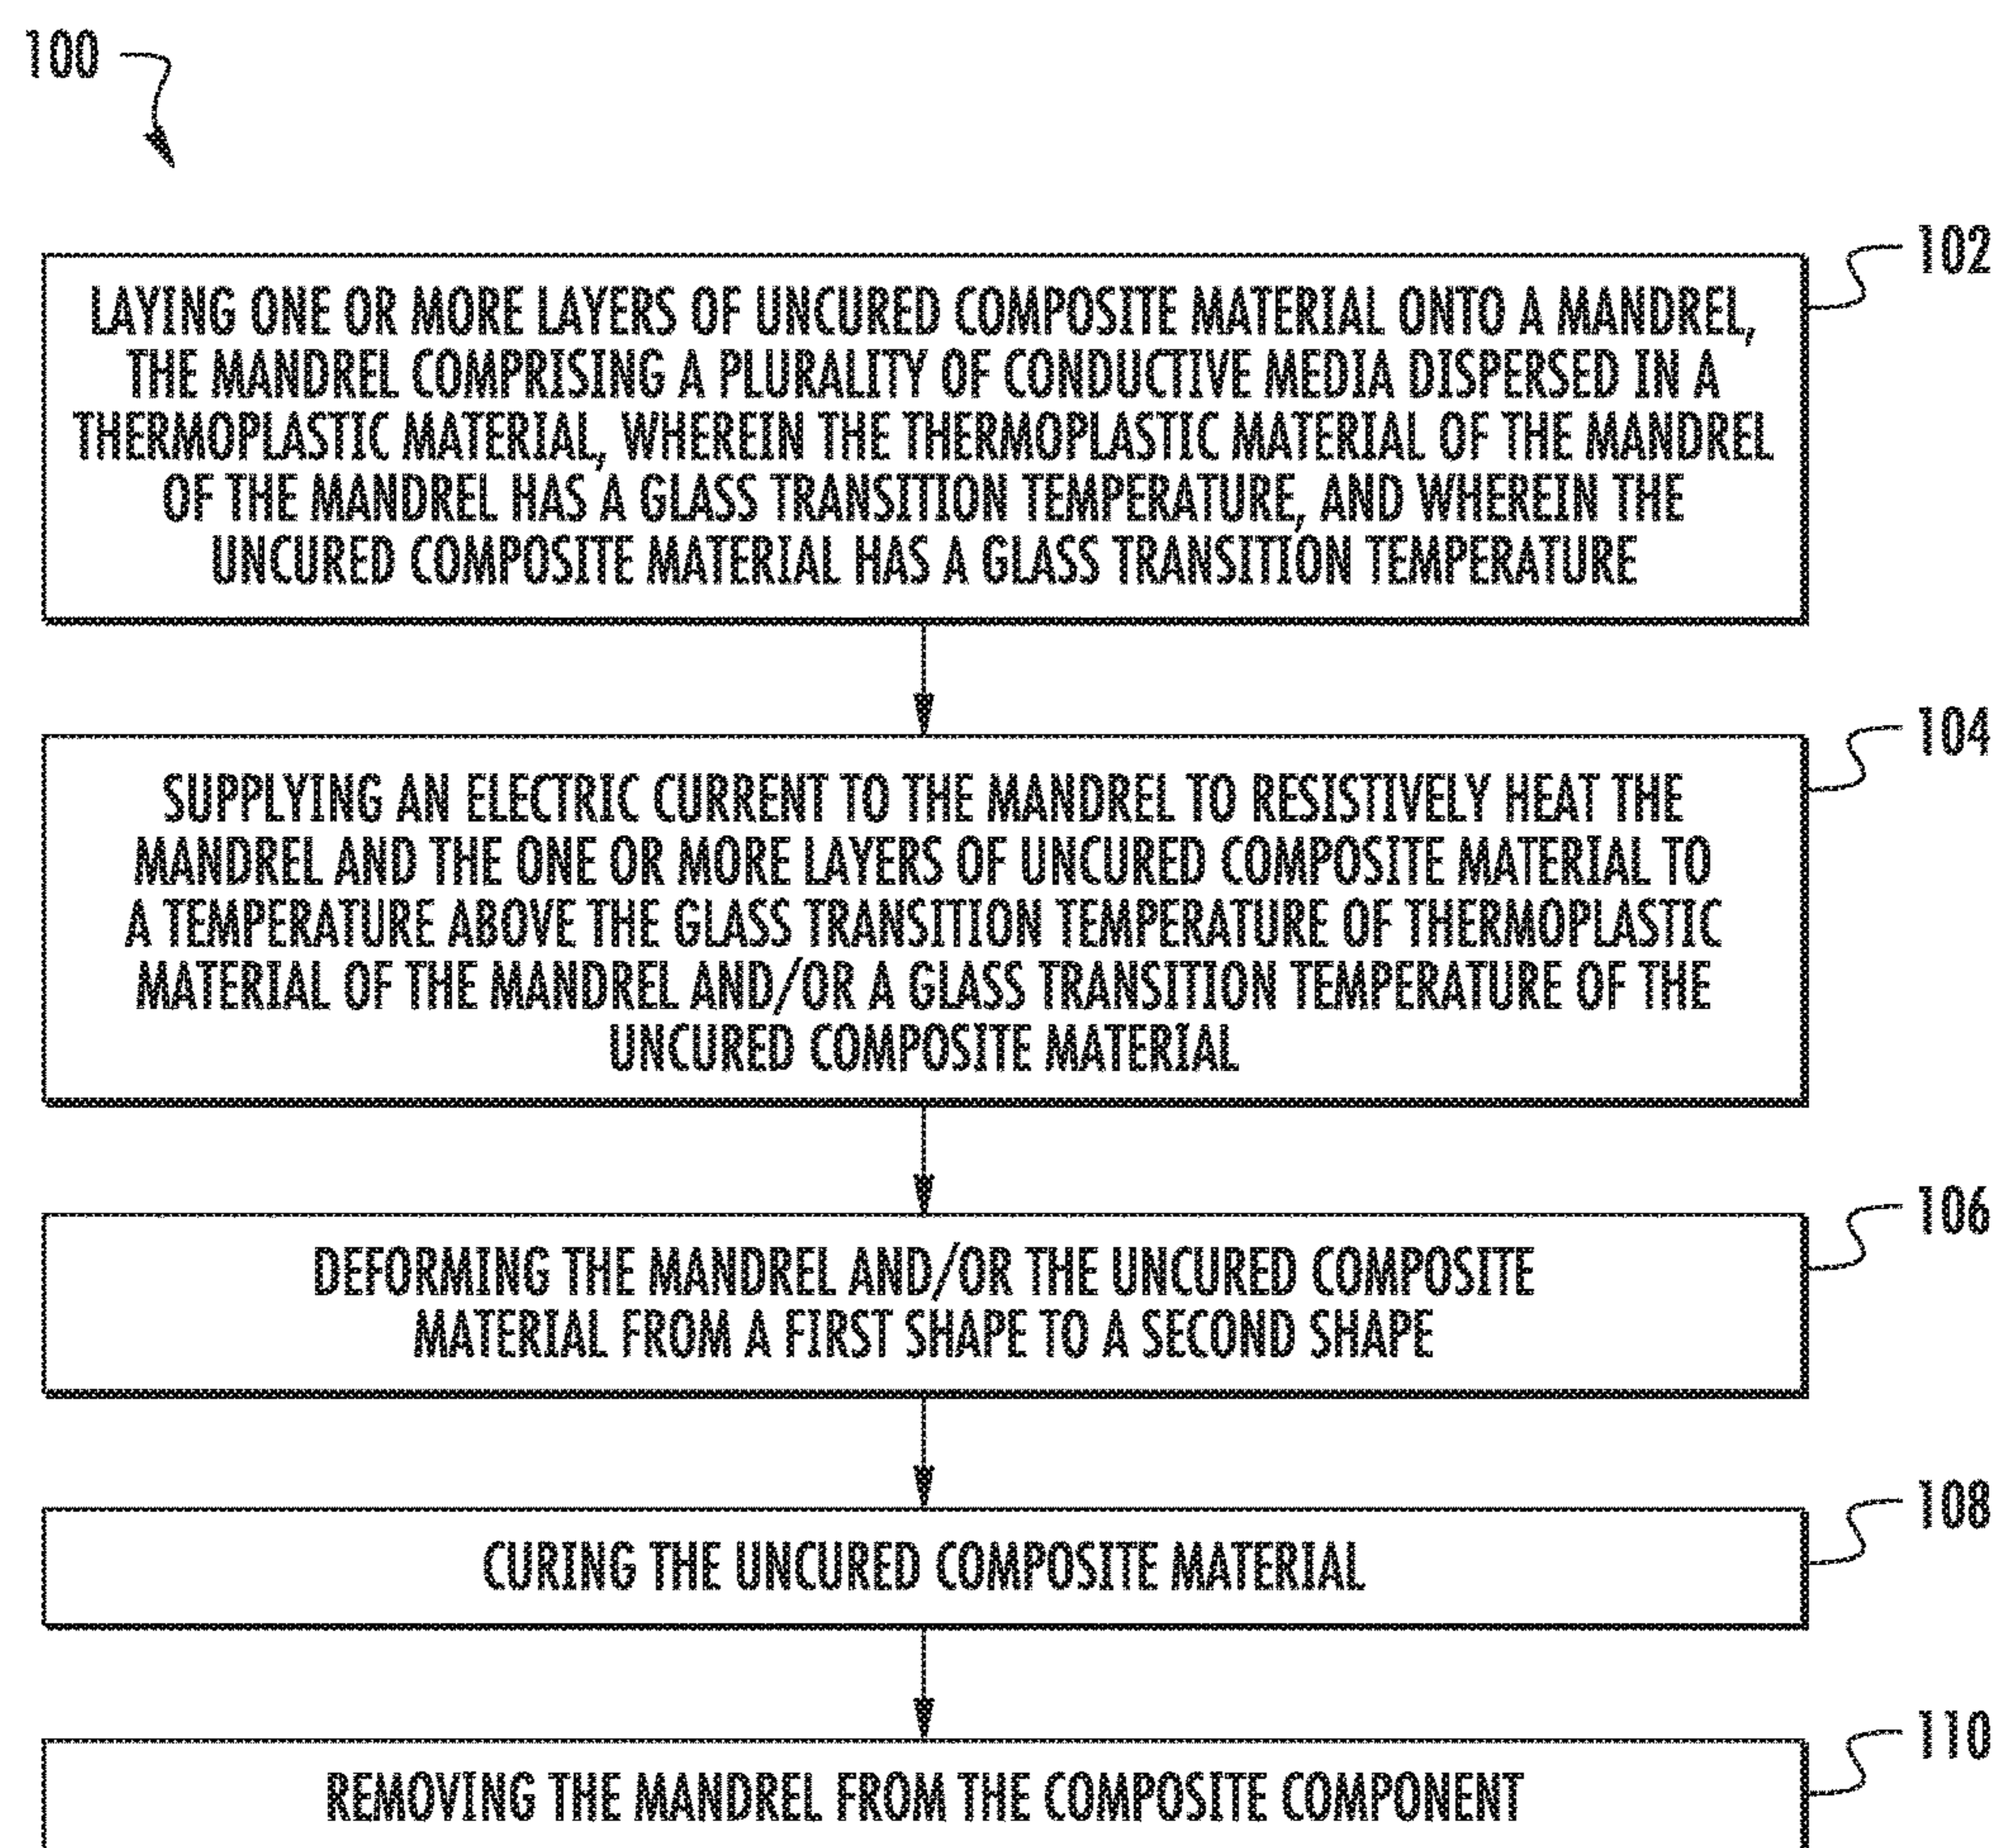 100
102
LAYING ONE OR MORE LAYERS OF UNCURED COMPOSITE MATERIAL ONTO A MANDREL,
THE MANDREL COMPRISING A PLURALITY OF CONDUCTIVE MEDIA DISPERSED IN A
THERMOPLASTIC MATERIAL, WHEREIN THE THERMOPLASTIC MATERIAL OF THE MANDREL
OF THE MANDREL HAS A GLASS TRANSITION TEMPERATURE, AND WHEREIN THE
UNCURED COMPOSITE MATERIAL HAS A GLASS TRANSITION TEMPERATURE
104
SUPPLYING AN ELECTRIC CURRENT TO THE MANDREL TO RESISTIVELY HEAT THE
MANDREL AND THE ONE OR MORE LAYERS OF UNCURED COMPOSITE MATERIAL TO
A TEMPERATURE ABOVE THE GLASS TRANSITION TEMPERATURE OF THERMOPLASTIC
MATERIAL OF THE MANDREL AND/OR A GLASS TRANSITION TEMPERATURE OF THE
UNCURED COMPOSITE MATERIAL
106
DEFORMING THE MANDREL AND/OR THE UNCURED COMPOSITE
MATERIAL FROM A FIRST SHAPE TO A SECOND SHAPE
108
CURING THE UNCURED COMPOSITE MATERIAL
110
REMOVING THE MANDREL FROM THE COMPOSITE COMPONENT